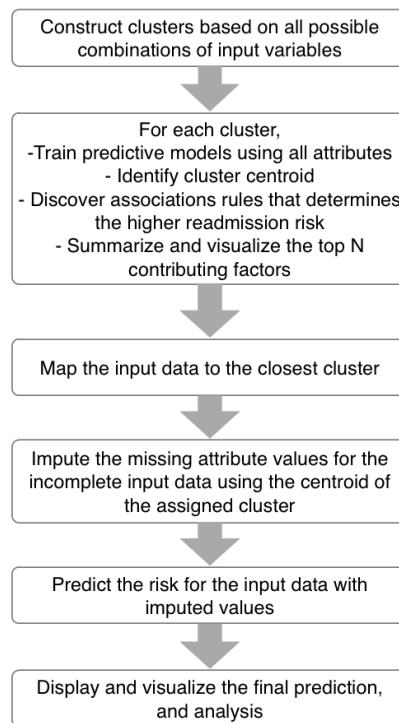 Construct clusters based on all possible
combinations of input variables
For each cluster,
-Train predictive models using all attributes
- Identify cluster centroid
- Discover associations rules that determines
the higher readmission risk
- Summarize and visualize the top N
contributing factors
Map the input data to the closest cluster
Impute the missing attribute values for the
incomplete input data using the centroid of
the assigned cluster
Predict the risk for the input data with
imputed values
Display and visualize the final prediction,
and analysis